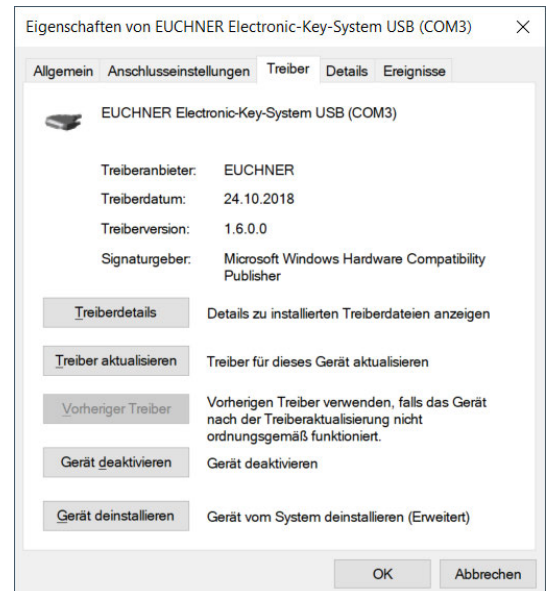 Eigenschaften von EUCHNER Electronic-Key-System USB (COM3)
Allgemein Anschlusseinstellungen Treiber Details Ereignisse
EUCHNER Electronic-Key-System USB (COM3)
Treiberanbieter: EUCHNER
Treiberdatum: 24.10.2018
Treiberversion: 1.6.0.0
Signaturgeber: Microsoft Windows Hardware Compatibility
Publisher
Treiberdetails Details zu installierten Treiberdateien anzeigen
Treiber aktualisieren Treiber für dieses Gerät aktualisieren
Vorheriger Treiber Vorherigen Treiber verwenden, falls das Gerät
nach der Treiberaktualisierung nicht
ordnungsgemäß funktioniert.
Gerät deaktivieren Gerät deaktivieren
Gerät deinstallieren Gerät vom System deinstallieren (Erweitert)
OK Abbrechen